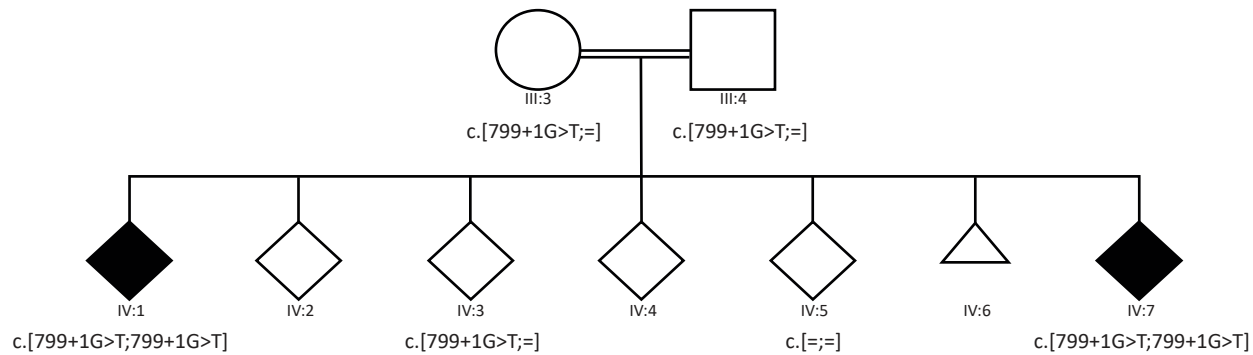 III:3 III:4
c.[799+1G>T;=] c.[799+1G>T;=]
IV:1 IV:2 IV:3 IV:4 IV:5 IV:6 IV:7
c.[799+1G>T;799+1G>T] c.[799+1G>T;=] c.[=;=] c.[799+1G>T;799+1G>T]